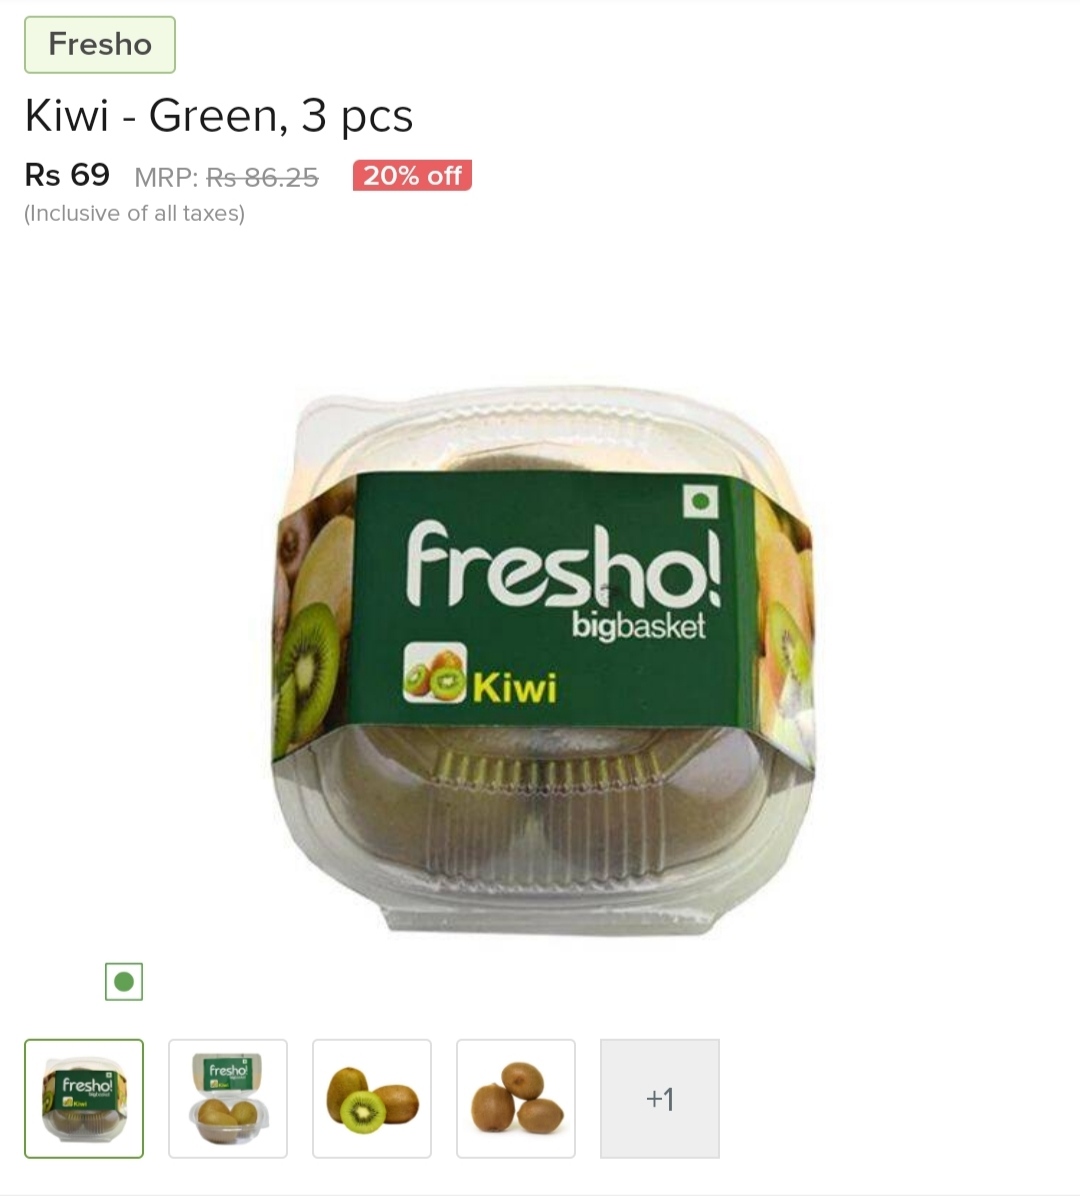 Fresho
Kiwi - Green, 3 pcs
Rs 69 MRP: Rs 86.25 20% off
(Inclusive of all taxes)
fresho!
bigbasket
Kiwi
fresho!
fresho!
+1